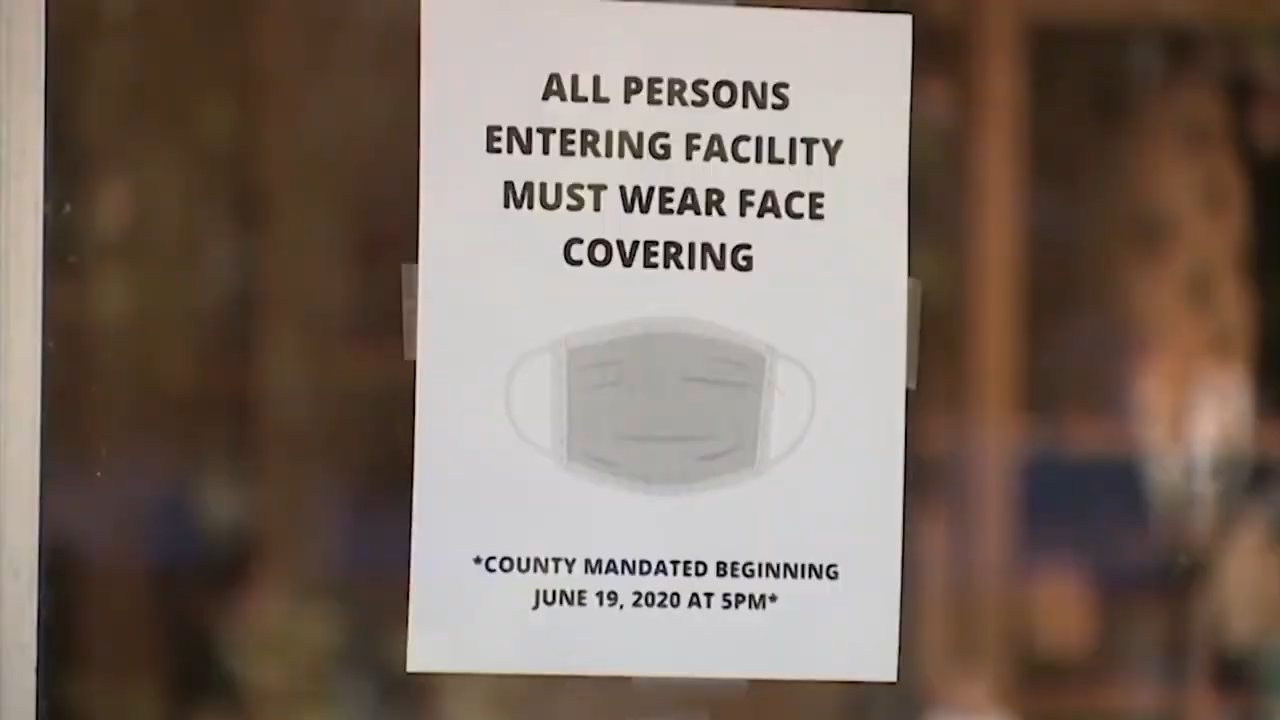 ALL PERSONS
ENTERING FACILITY
MUST WEAR FACE
COVERING
*COUNTY MANDATED BEGINNING
JUNE 19, 2020 AT 5PM*